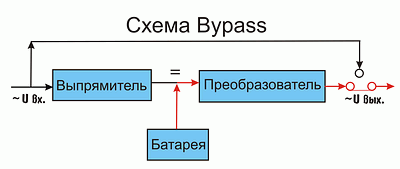 Схема Bypass
Выпрямитель
=
Преобразователь
~ U вх.
~U вых.
Батарея